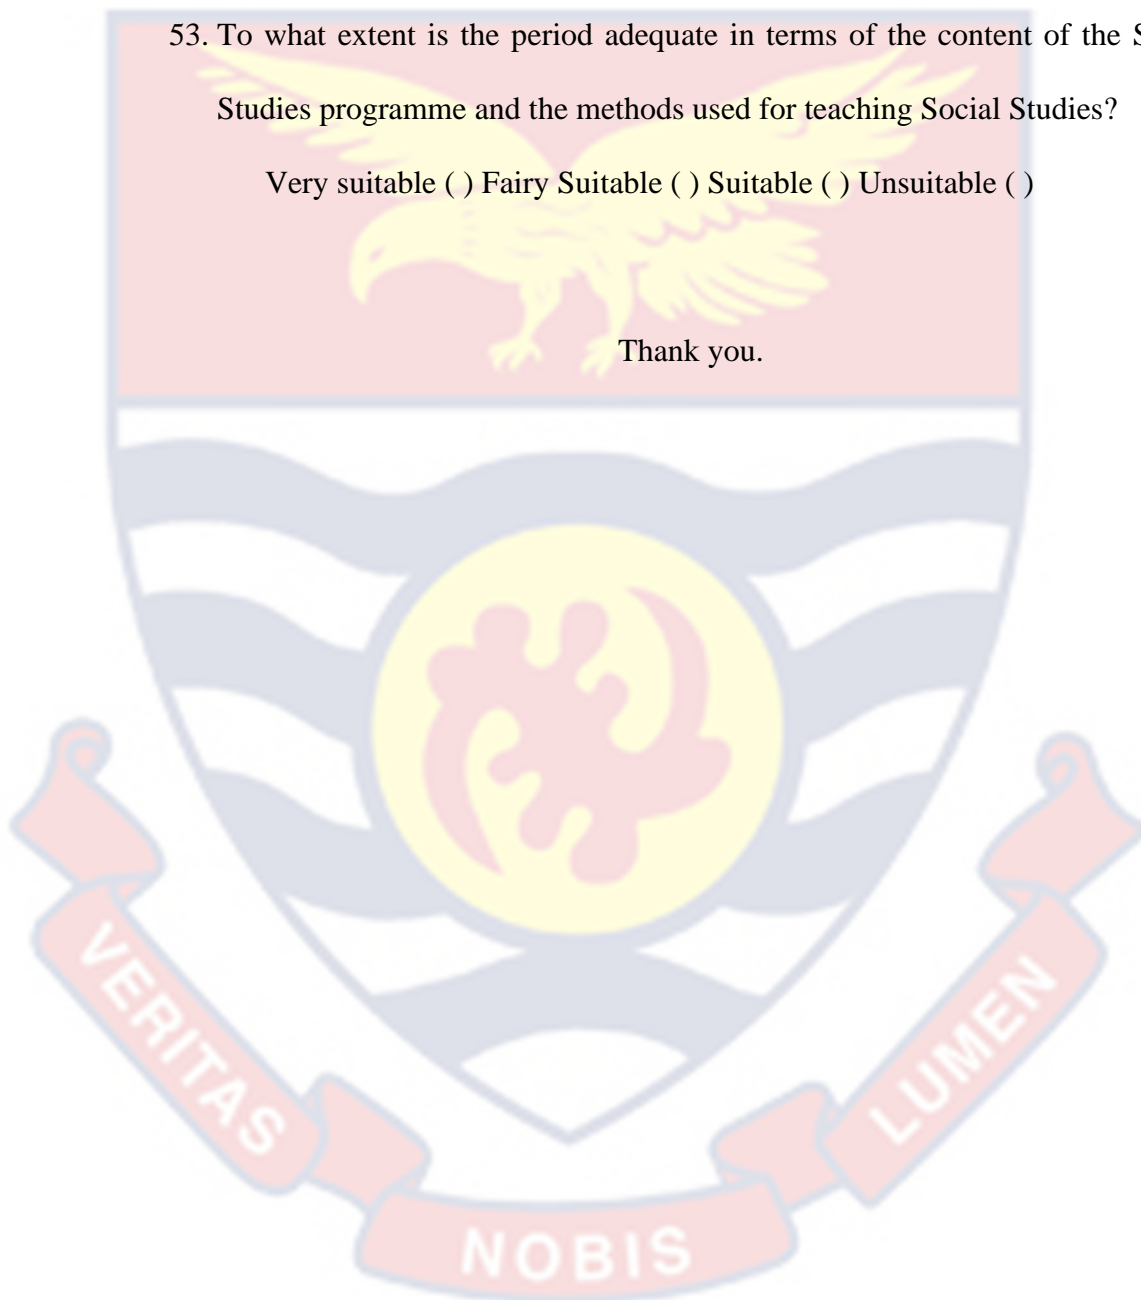 53. To what extent is the period adequate in terms of the content of the S
Studies programme and the methods used for teaching Social Studies?
Very suitable ( ) Fairy Suitable ( ) Suitable ( ) Unsuitable ( )
Thank you.
VERITAS
NOBIS
LUMEN